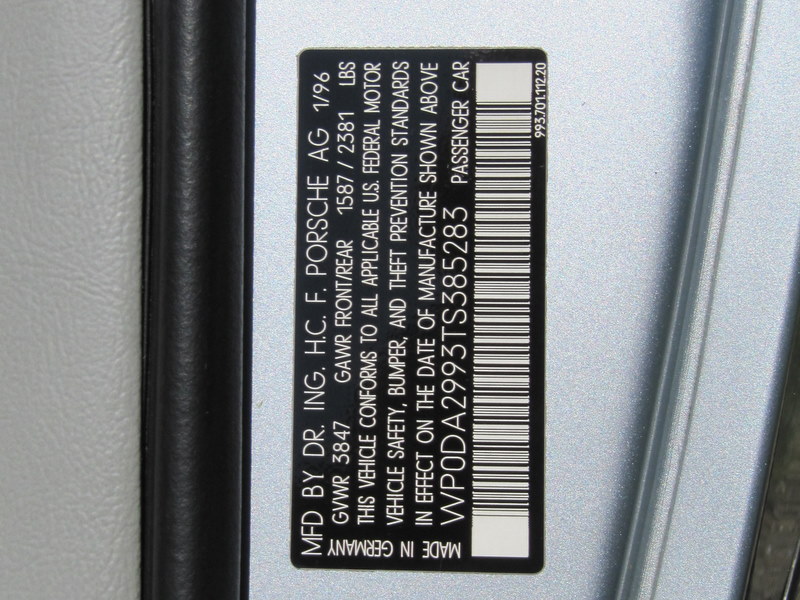 MFD BY DR. ING. H.C. F. PORSCHE AG 1/96
GVWR 3847 GAWR FRONT/REAR 1587 / 2381 LBS
THIS VEHICLE CONFORMS TO ALL APPLICABLE U.S. FEDERAL MOTOR
VEHICLE SAFETY, BUMPER, AND THEFT PREVENTION STANDARDS
IN EFFECT ON THE DATE OF MANUFACTURE SHOWN ABOVE
WP0DA2993TS385283 PASSENGER CAR
MADE IN GERMANY
993.701.112.20